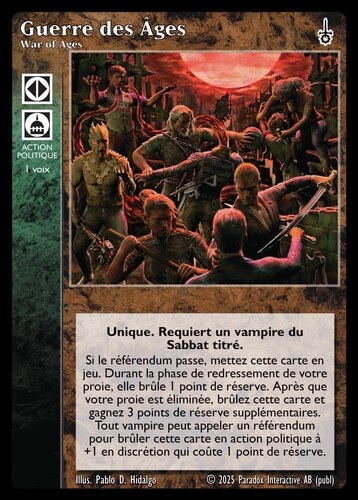 Guerre des Âges
War of Ages
ACTION
POLITIQUE
1 voix
Unique. Requiert un vampire du
Sabbat titré.
Si le référendum passe, mettez cette carte en
jeu. Durant la phase de redressement de votre
proie, elle brûle 1 point de réserve. Après que
votre proie est éliminée, brûlez cette carte et
gagnez 3 points de réserve supplémentaires.
Tout vampire peut appeler un référendum
pour brûler cette carte en action politique à
+1 en discrétion qui coûte 1 point de réserve.
Illus. Pablo D. Hidalgo © 2025 Paradox Interactive AB (publ)